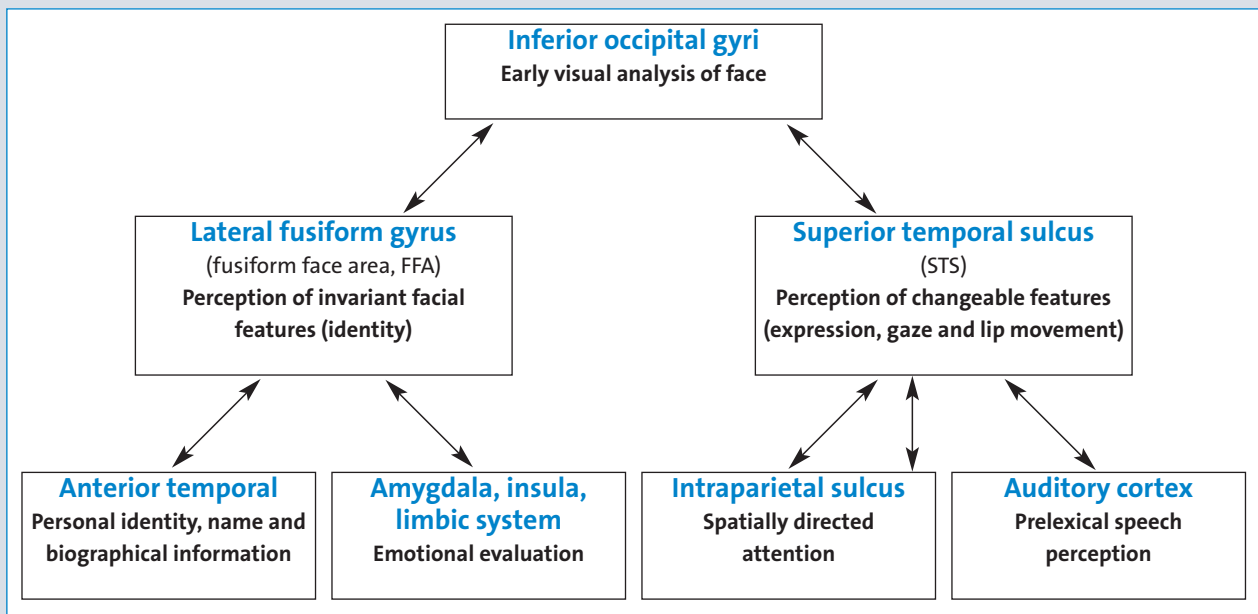 Inferior occipital gyri
Early visual analysis of face
Lateral fusiform gyrus
(fusiform face area, FFA)
Perception of invariant facial
features (identity)
Superior temporal sulcus
(STS)
Perception of changeable features
(expression, gaze and lip movement)
Anterior temporal
Personal identity, name and
biographical information
Amygdala, insula,
limbic system
Emotional evaluation
Intraparietal sulcus
Spatially directed
attention
Auditory cortex
Prelexical speech
perception